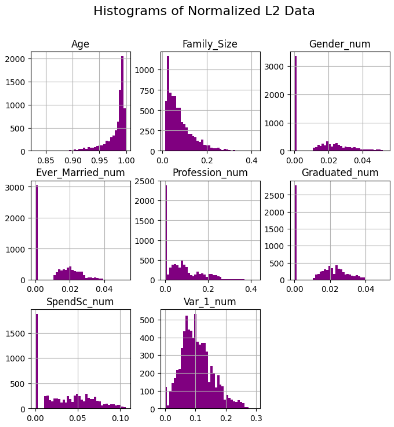 Histograms of Normalized L2 Data
Age
Family_Size
Gender_num
2000
1500
1000
500
0
0.85 0.90 0.95 1.00
1000
750
500
250
0
0.0 0.2 0.4
3000
2000
1000
0
0.00 0.02 0.04
Ever_Married_num
Profession_num
Graduated_num
3000
2000
1000
0
0.00 0.02 0.04
2500
2000
1500
1000
500
0
0.0 0.2 0.4
2500
2000
1500
1000
500
0
0.00 0.02 0.04
SpendSc_num
Var_1_num
1500
1000
500
0
0.00 0.05 0.10
500
400
300
200
100
0
0.0 0.1 0.2 0.3